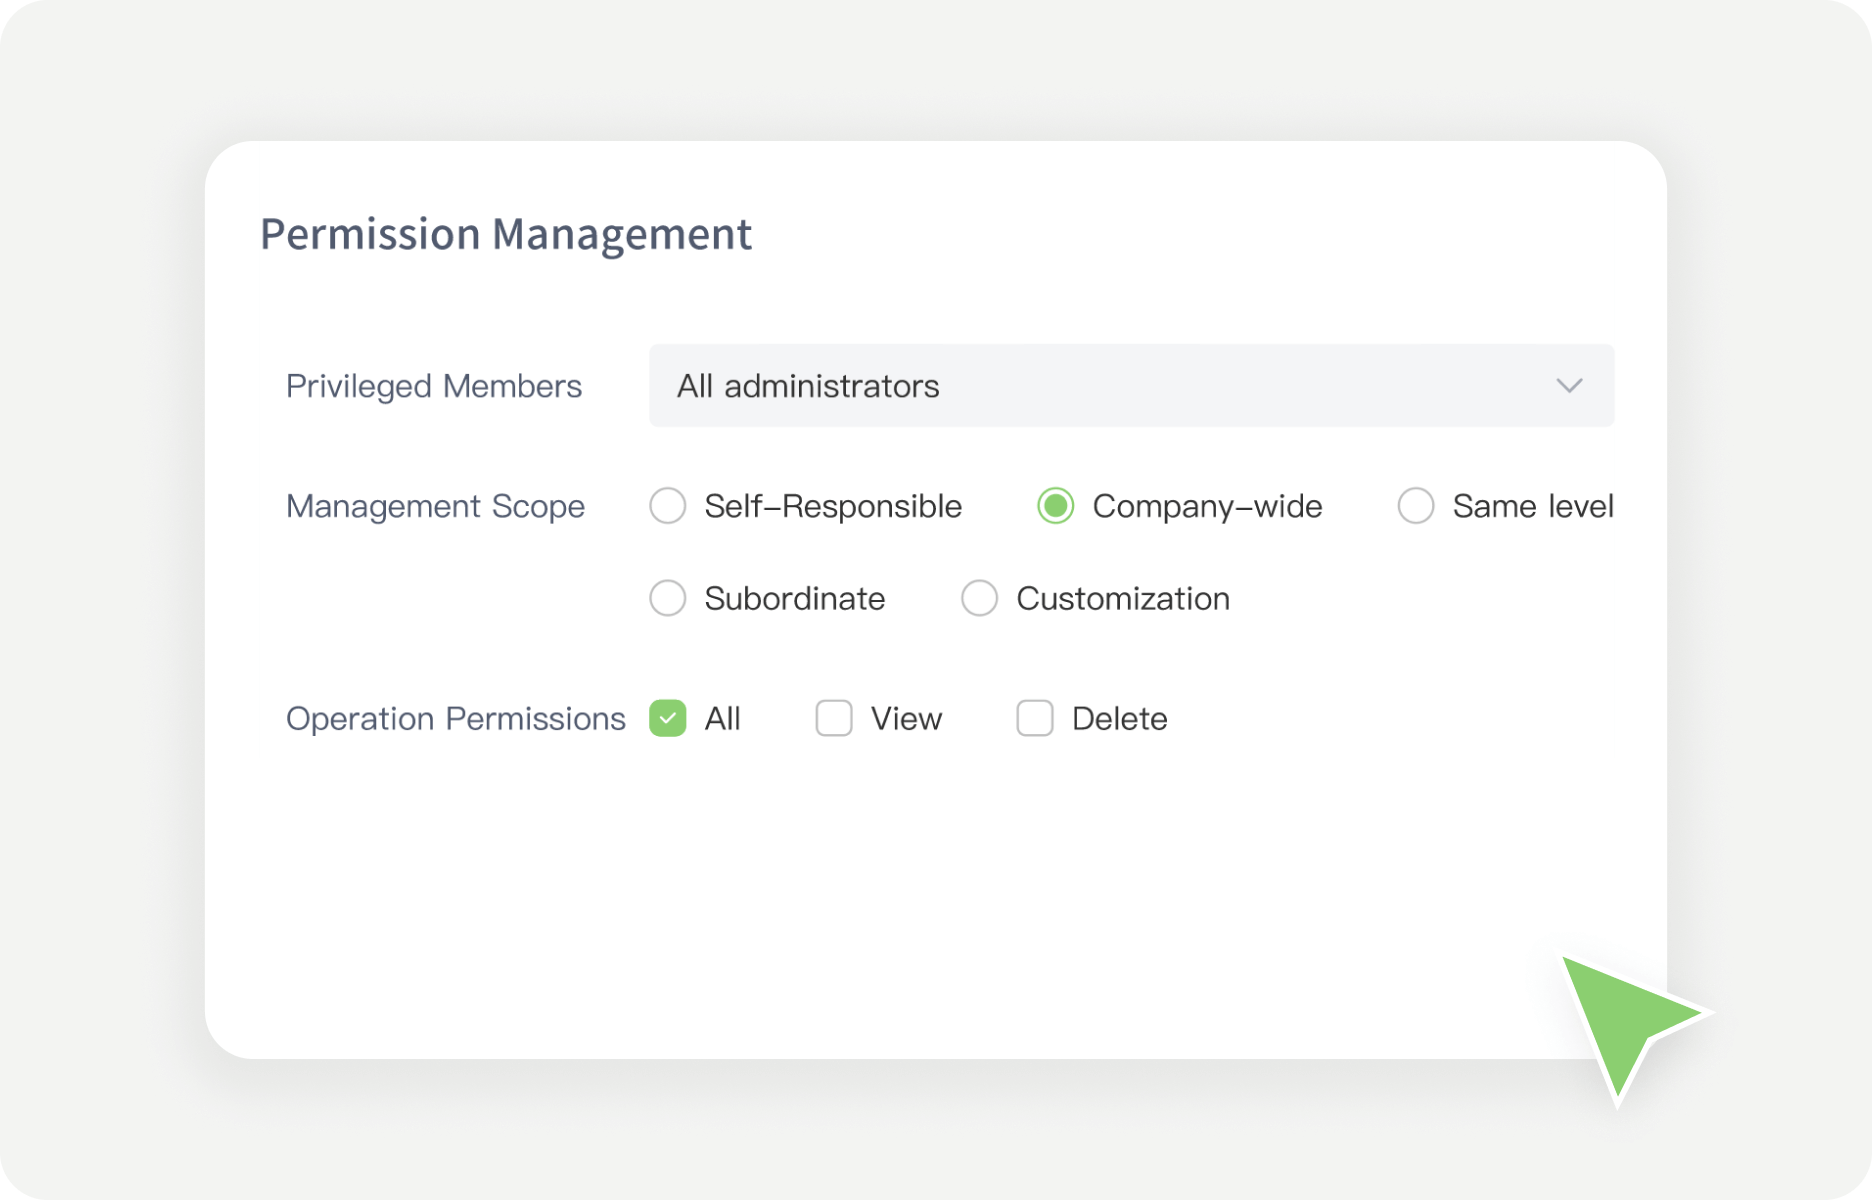 Permission Management
Privileged Members All administrators
Management Scope Self-Responsible Company-wide Same level
Subordinate Customization
Operation Permissions All View Delete